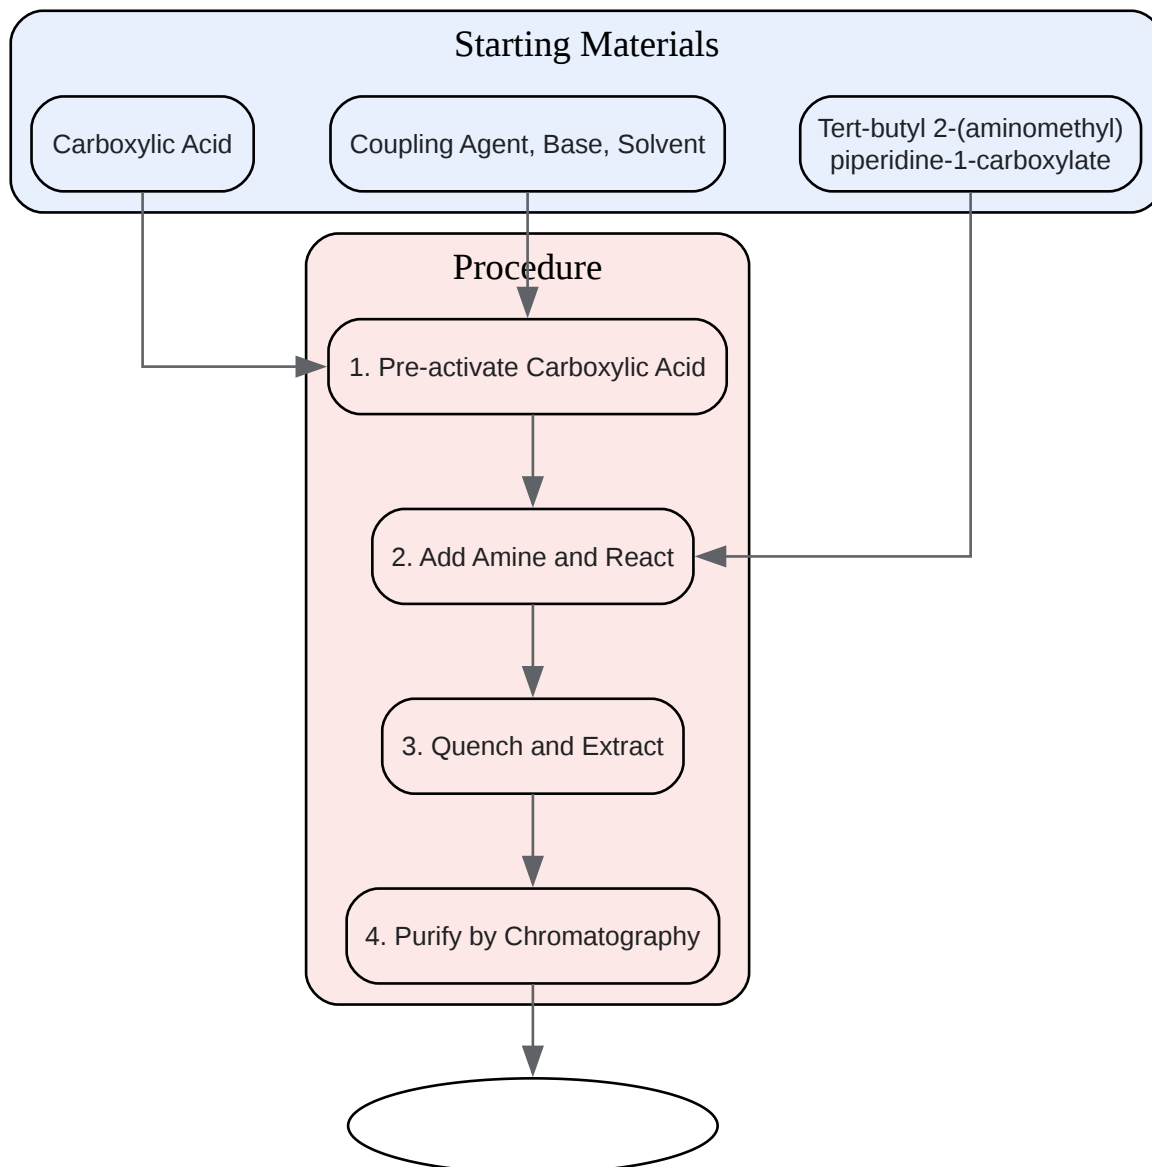 Starting Materials
Carboxylic Acid
Coupling Agent, Base, Solvent
Tert-butyl 2-(aminomethyl)
piperidine-1-carboxylate
Procedure
1. Pre-activate Carboxylic Acid
2. Add Amine and React
3. Quench and Extract
4. Purify by Chromatography